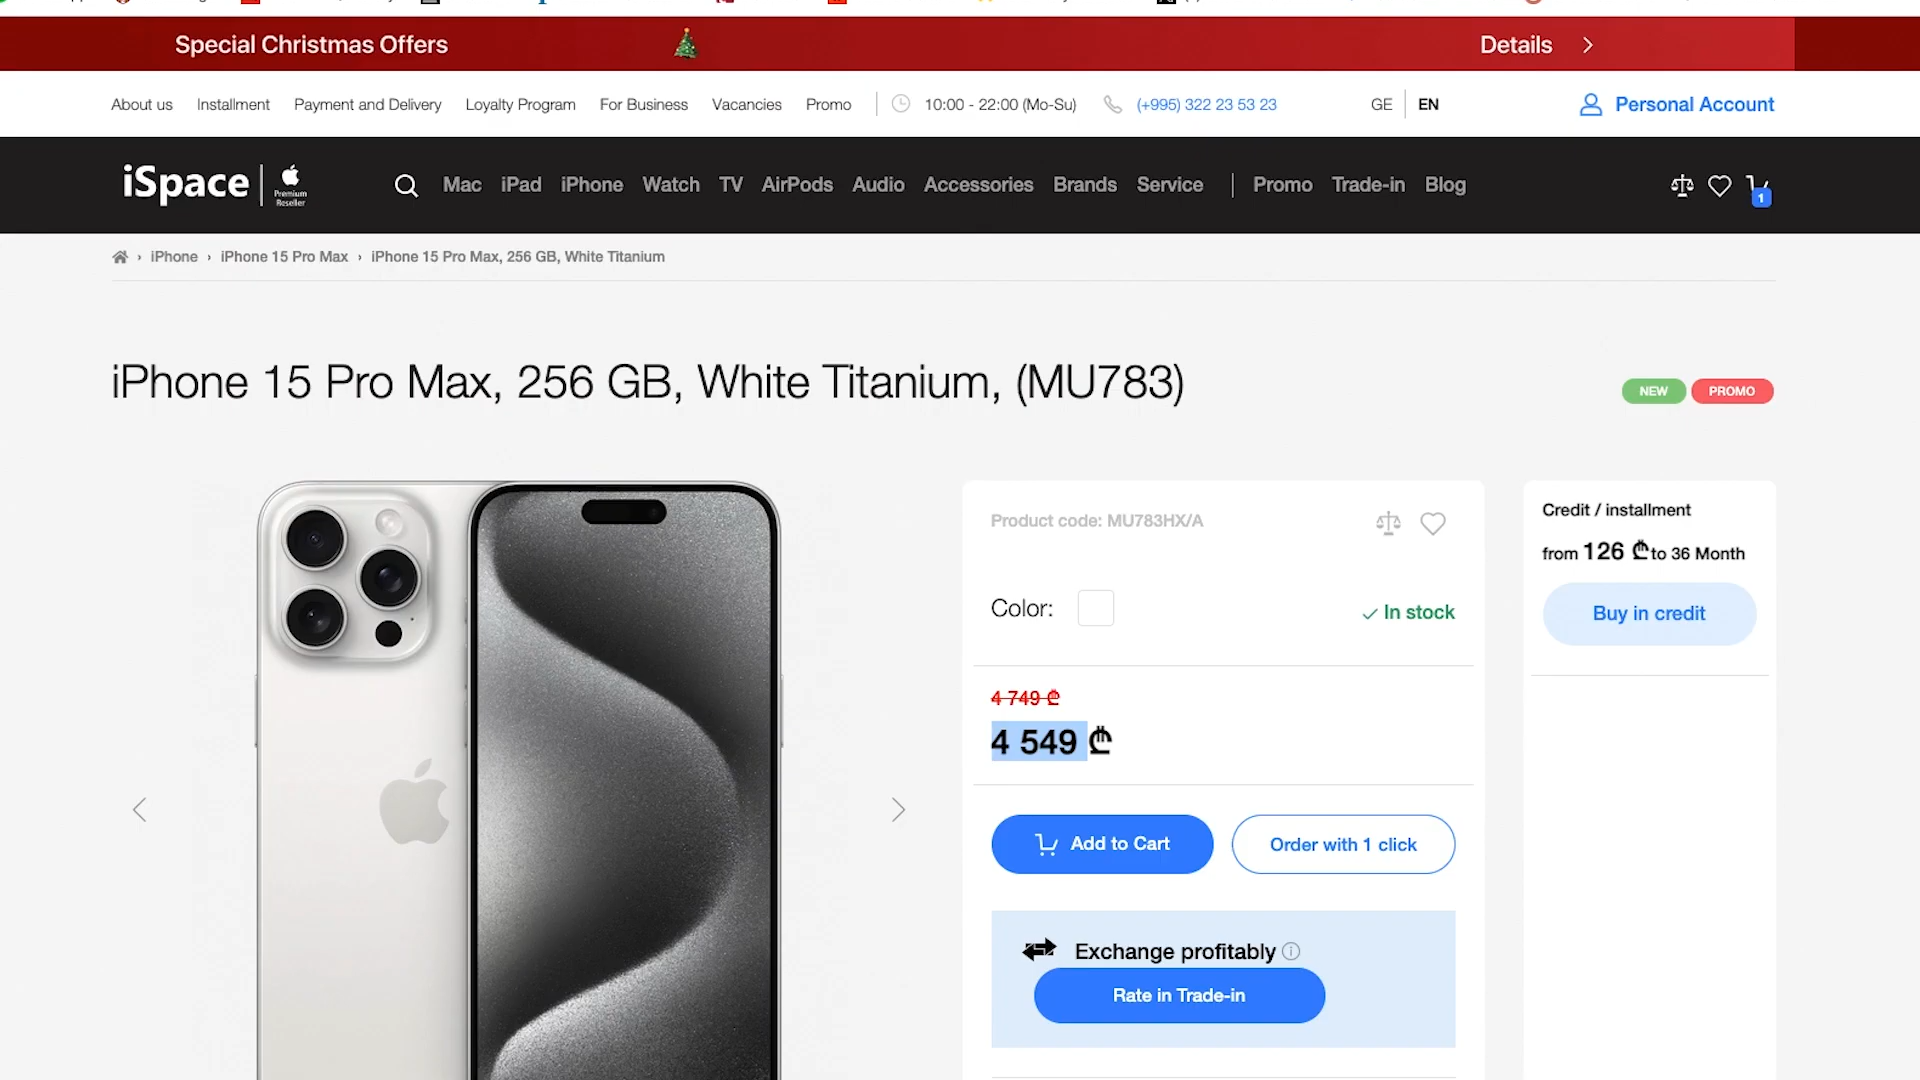 Special Christmas Offers
Details
About us Installment Payment and Delivery Loyalty Program For Business Vacancies Promo 10:00 - 22:00 (Mo-Su) (+995) 322 23 53 23 GE EN Personal Account
iSpace Premium Reseller
Mac iPad iPhone Watch TV AirPods Audio Accessories Brands Service Promo Trade-in Blog
1
iPhone › iPhone 15 Pro Max › iPhone 15 Pro Max, 256 GB, White Titanium
iPhone 15 Pro Max, 256 GB, White Titanium, (MU783)
NEW PROMO
Product code: MU783HX/A
Color:
In stock
4 749 ₾
4 549 ₾
Add to Cart
Order with 1 click
Exchange profitably
Rate in Trade-in
Credit / installment
from 126 ₾ to 36 Month
Buy in credit